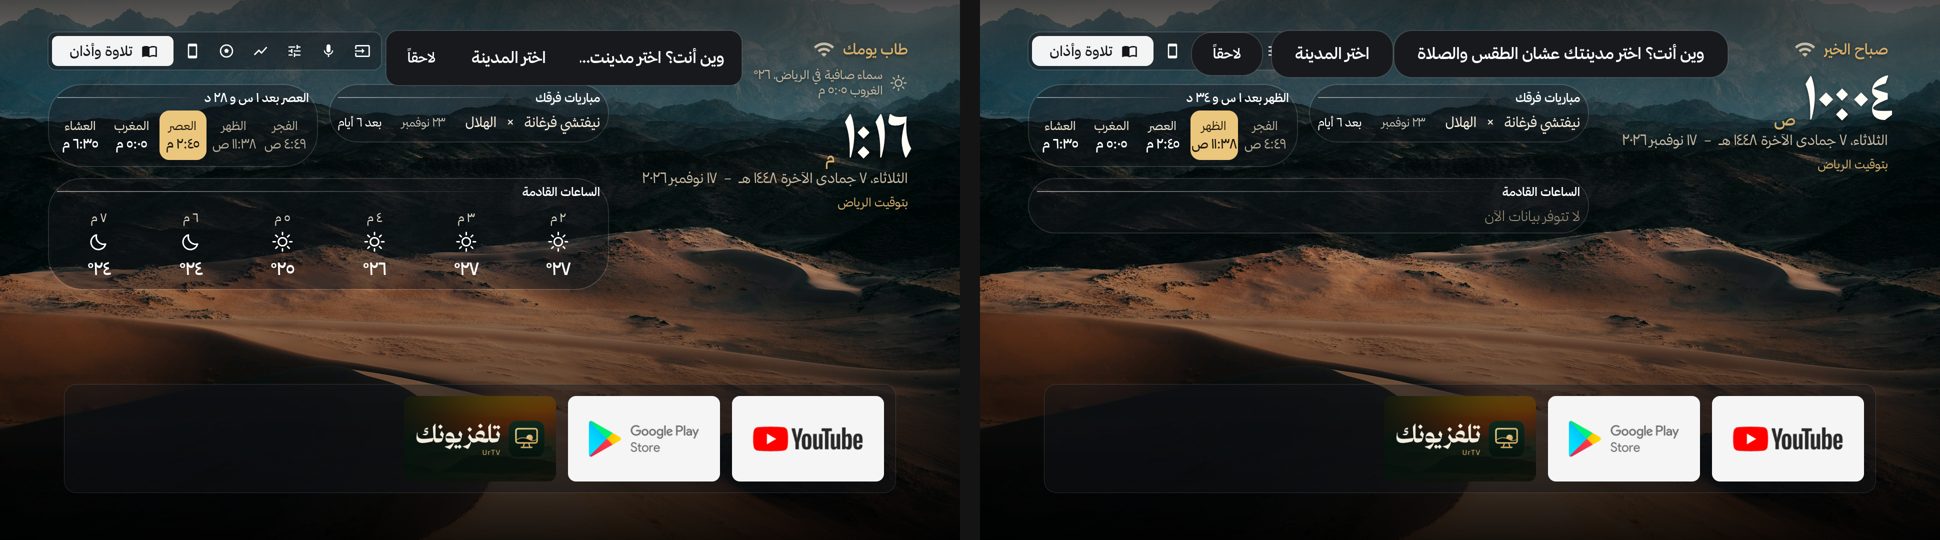 طاب يومك
سماء صافية في الرياض، ٢٦°
الغروب ٥:٠٥ م
١:١٦ م
الثلاثاء، ٧ جمادى الآخرة ١٤٤٨ هـ – ١٧ نوفمبر ٢٠٢٦
بتوقيت الرياض
وين أنت؟ اختر مدينت...
اختر المدينة
لاحقاً
تلاوة وأذان
مباريات فرقك
نيفتشي فرغانة × الهلال ٢٣ نوفمبر بعد ٦ أيام
العصر بعد ١ س و ٢٨ د
الفجر الظهر العصر المغرب العشاء
٤:٤٩ ص ١١:٣٨ ص ٢:٤٥ م ٥:٠٥ م ٦:٣٥ م
الساعات القادمة
٢ م ٣ م ٤ م ٥ م ٦ م ٧ م
٢٧° ٢٧° ٢٦° ٢٥° ٢٤° ٢٤°
YouTube
Google Play
Store
تلفزيونك
UrTV
صباح الخير
١٠:٠٤ ص
الثلاثاء، ٧ جمادى الآخرة ١٤٤٨ هـ – ١٧ نوفمبر ٢٠٢٦
بتوقيت الرياض
وين أنت؟ اختر مدينتك عشان الطقس والصلاة
اختر المدينة
لاحقاً
تلاوة وأذان
مباريات فرقك
نيفتشي فرغانة × الهلال ٢٣ نوفمبر بعد ٦ أيام
الظهر بعد ١ س و ٣٤ د
الفجر الظهر العصر المغرب العشاء
٤:٤٩ ص ١١:٣٨ ص ٢:٤٥ م ٥:٠٥ م ٦:٣٥ م
الساعات القادمة
لا تتوفر بيانات الآن
YouTube
Google Play
Store
تلفزيونك
UrTV